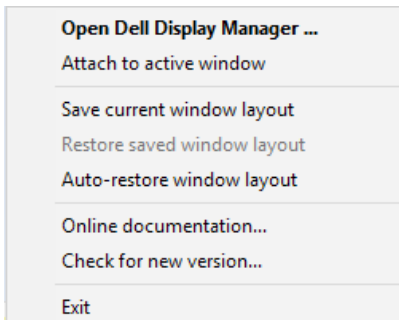 Open Dell Display Manager ...
Attach to active window
Save current window layout
Restore saved window layout
Auto-restore window layout
Online documentation...
Check for new version...
Exit